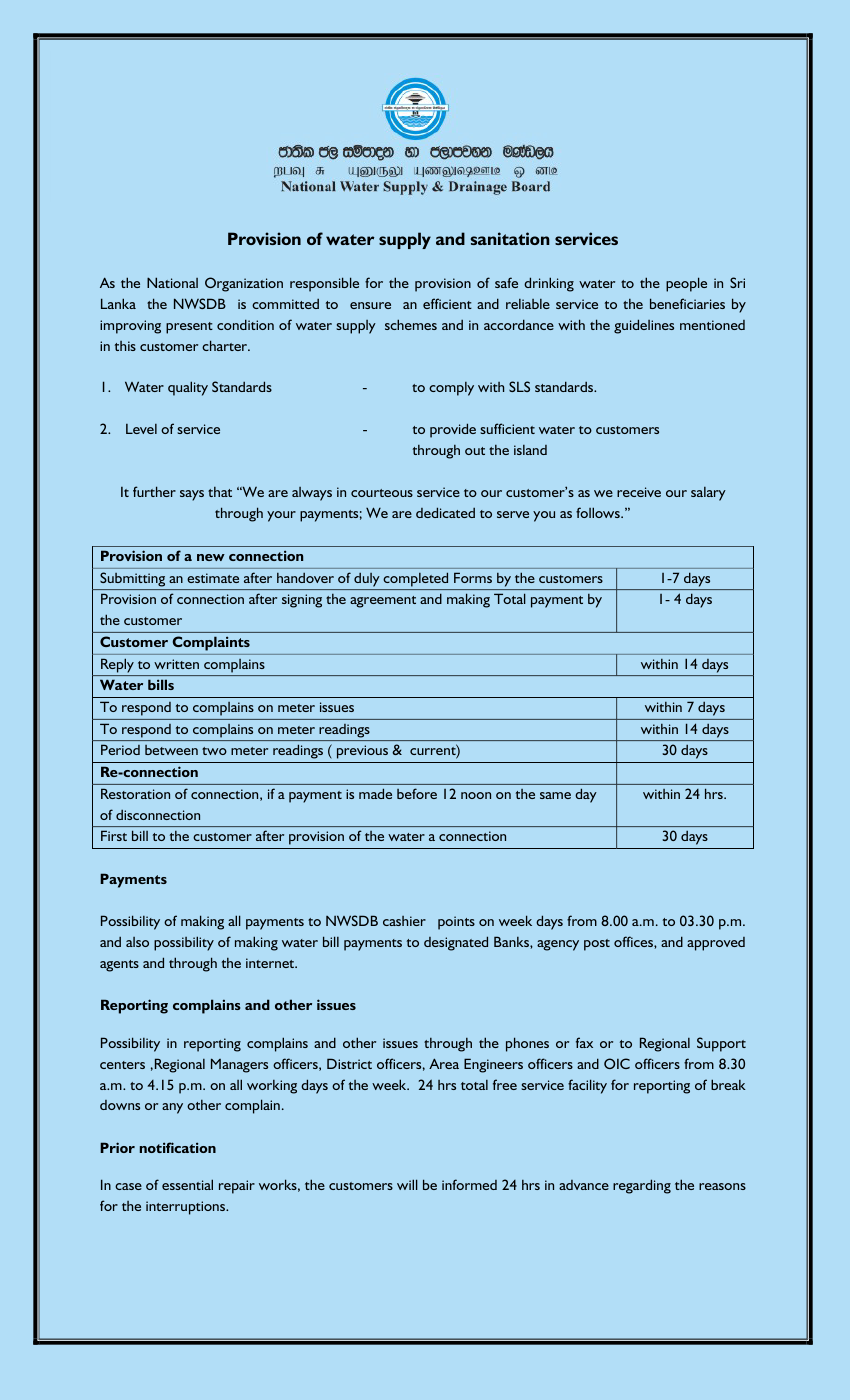 ජාතික ජල සම්පාදන හා ජලාපවහන මණ්ඩලය
National Water Supply & Drainage Board
Provision of water supply and sanitation services
As the National Organization responsible for the provision of safe drinking water to the people in Sri
Lanka the NWSDB is committed to ensure an efficient and reliable service to the beneficiaries by
improving present condition of water supply schemes and in accordance with the guidelines mentioned
in this customer charter.
1. Water quality Standards - to comply with SLS standards.
2. Level of service - to provide sufficient water to customers
through out the island
It further says that “We are always in courteous service to our customer’s as we receive our salary
through your payments; We are dedicated to serve you as follows.”
Provision of a new connection
Submitting an estimate after handover of duly completed Forms by the customers 1-7 days
Provision of connection after signing the agreement and making Total payment by 1- 4 days
the customer
Customer Complaints
Reply to written complains within 14 days
Water bills
To respond to complains on meter issues within 7 days
To respond to complains on meter readings within 14 days
Period between two meter readings ( previous & current) 30 days
Re-connection
Restoration of connection, if a payment is made before 12 noon on the same day within 24 hrs.
of disconnection
First bill to the customer after provision of the water a connection 30 days
Payments
Possibility of making all payments to NWSDB cashier points on week days from 8.00 a.m. to 03.30 p.m.
and also possibility of making water bill payments to designated Banks, agency post offices, and approved
agents and through the internet.
Reporting complains and other issues
Possibility in reporting complains and other issues through the phones or fax or to Regional Support
centers ,Regional Managers officers, District officers, Area Engineers officers and OIC officers from 8.30
a.m. to 4.15 p.m. on all working days of the week. 24 hrs total free service facility for reporting of break
downs or any other complain.
Prior notification
In case of essential repair works, the customers will be informed 24 hrs in advance regarding the reasons
for the interruptions.